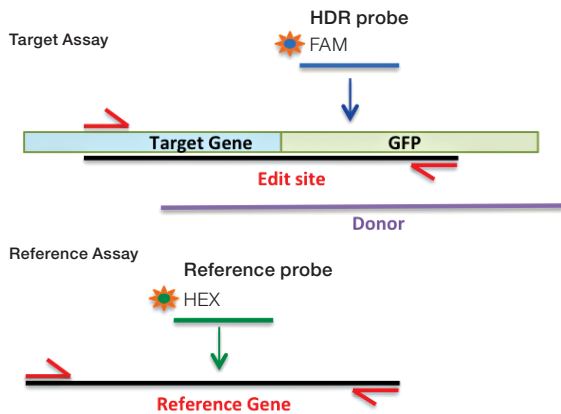 Target Assay
HDR probe
FAM
Target Gene
GFP
Edit site
Donor
Reference Assay
Reference probe
HEX
Reference Gene